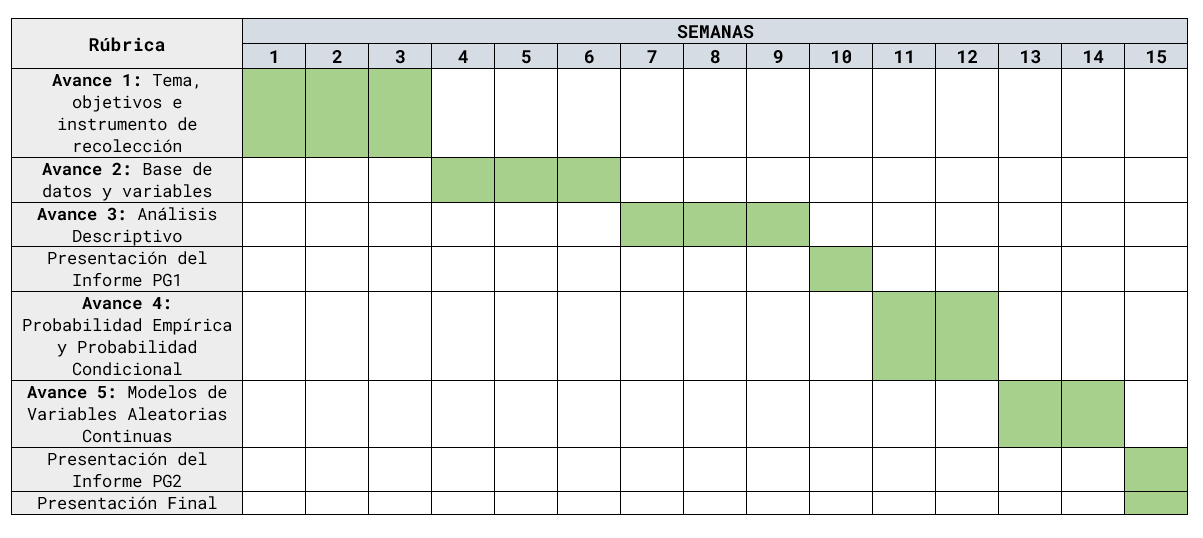 Rúbrica
SEMANAS
1 2 3 4 5 6 7 8 9 10 11 12 13 14 15
Avance 1: Tema,
objetivos e
instrumento de
recolección
Avance 2: Base de
datos y variables
Avance 3: Análisis
Descriptivo
Presentación del
Informe PG1
Avance 4:
Probabilidad Empírica
y Probabilidad
Condicional
Avance 5: Modelos de
Variables Aleatorias
Continuas
Presentación del
Informe PG2
Presentación Final